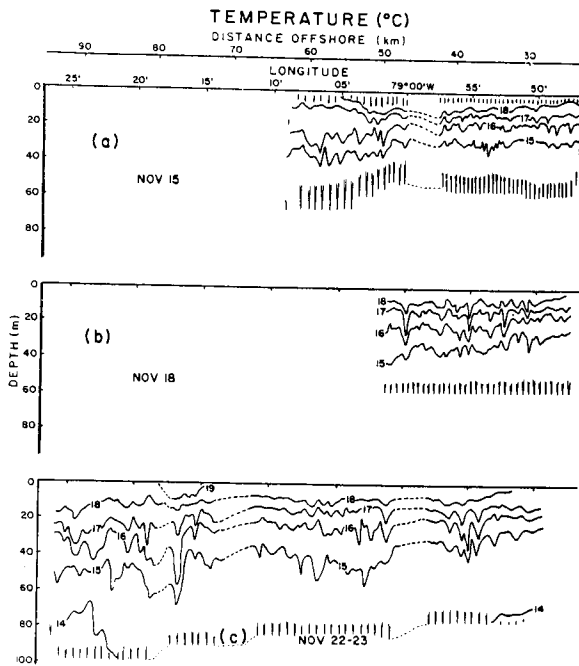 TEMPERATURE (°C)
DISTANCE OFFSHORE (km)
90 80 70 60 50 40 30
LONGITUDE
25' 20' 15' 10' 05' 79°00'W 55' 50'
0
20
40
60
80
(a)
NOV 15
18
17
16
15
DEPTH (m)
0
20
40
60
80
(b)
NOV 18
18
17
16
15
0
20
40
60
80
100
19
18 18
17 17
16 16
15 15
14 14
(c) NOV 22-23